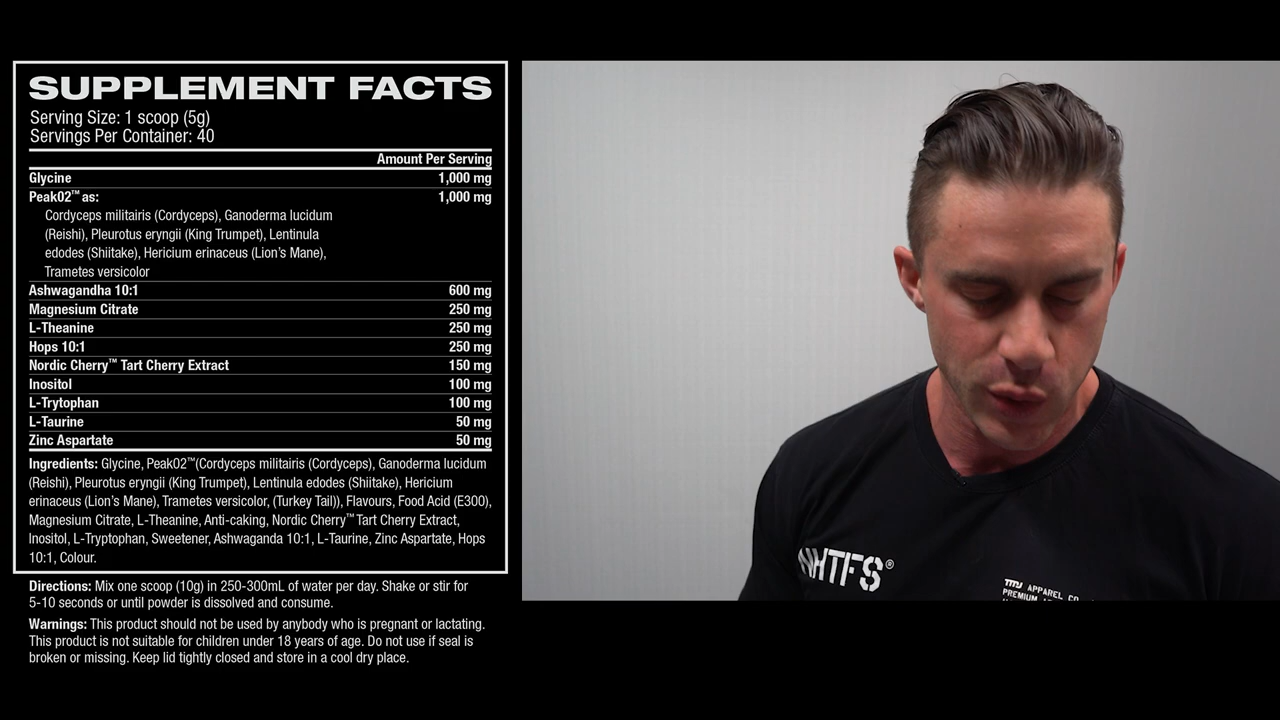 SUPPLEMENT FACTS
Serving Size: 1 scoop (5g)
Servings Per Container: 40
Amount Per Serving
Glycine 1,000 mg
Peak02™ as: 1,000 mg
Cordyceps militairis (Cordyceps), Ganoderma lucidum
(Reishi), Pleurotus eryngii (King Trumpet), Lentinula
edodes (Shiitake), Hericium erinaceus (Lion's Mane),
Trametes versicolor
Ashwagandha 10:1 600 mg
Magnesium Citrate 250 mg
L-Theanine 250 mg
Hops 10:1 250 mg
Nordic Cherry™ Tart Cherry Extract 150 mg
Inositol 100 mg
L-Trytophan 100 mg
L-Taurine 50 mg
Zinc Aspartate 50 mg
Ingredients: Glycine, Peak02™(Cordyceps militairis (Cordyceps), Ganoderma lucidum
(Reishi), Pleurotus eryngii (King Trumpet), Lentinula edodes (Shiitake), Hericium
erinaceus (Lion's Mane), Trametes versicolor, (Turkey Tail)), Flavours, Food Acid (E300),
Magnesium Citrate, L-Theanine, Anti-caking, Nordic Cherry™ Tart Cherry Extract,
Inositol, L-Tryptophan, Sweetener, Ashwaganda 10:1, L-Taurine, Zinc Aspartate, Hops
10:1, Colour.
Directions: Mix one scoop (10g) in 250-300mL of water per day. Shake or stir for
5-10 seconds or until powder is dissolved and consume.
Warnings: This product should not be used by anybody who is pregnant or lactating.
This product is not suitable for children under 18 years of age. Do not use if seal is
broken or missing. Keep lid tightly closed and store in a cool dry place.
NHTFS®
APPAREL CO
PREMIUM